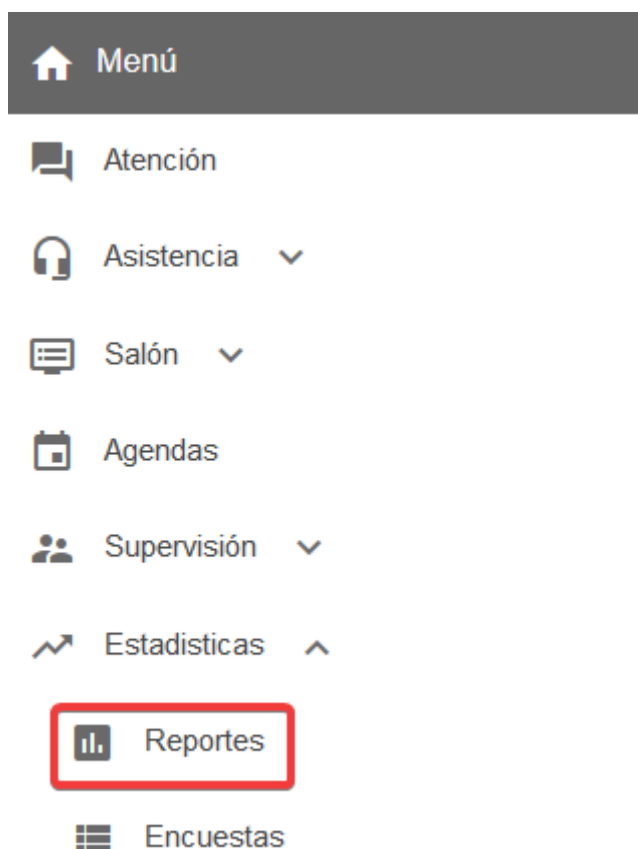 Menú
Atención
Asistencia
Salón
Agendas
Supervisión
Estadisticas
Reportes
Encuestas